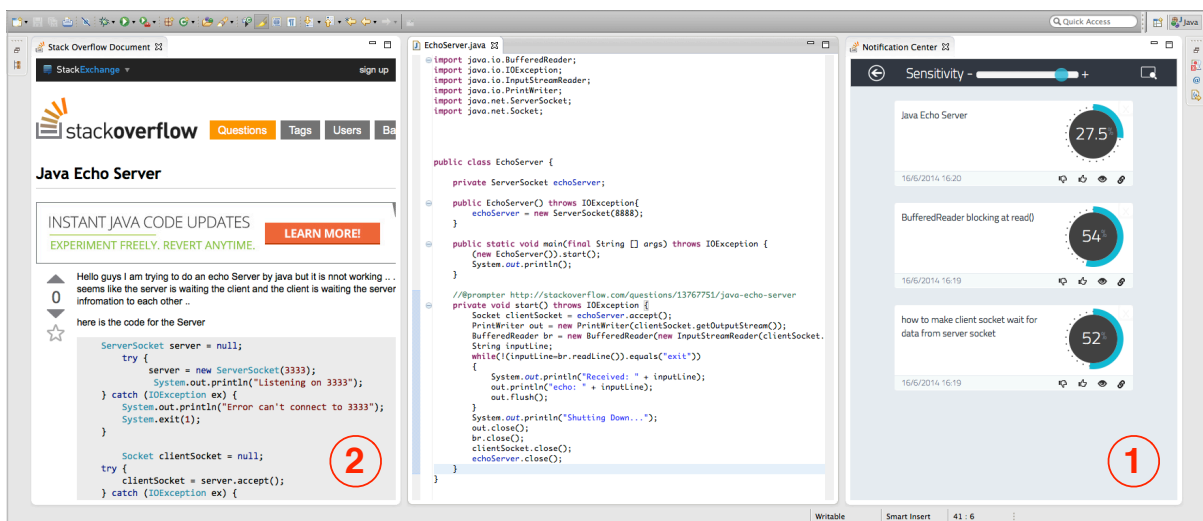 Quick Access
Java
Stack Overflow Document
StackExchange ▼
sign up
stackoverflow
Questions
Tags
Users
Ba
Java Echo Server
INSTANT JAVA CODE UPDATES
EXPERIMENT FREELY. REVERT ANYTIME.
LEARN MORE!
0
Hello guys I am trying to do an echo Server by java but it is nnot working .. .
seems like the server is waiting the client and the client is waiting the server
infromation to each other ..
here is the code for the Server
ServerSocket server = null;
try {
server = new ServerSocket(3333);
System.out.println("Listening on 3333");
} catch (IOException ex) {
System.out.println("Error can't connect to 3333");
System.exit(1);
}
Socket clientSocket = null;
try {
clientSocket = server.accept();
} catch (IOException ex) {
2
EchoServer.java
import java.io.BufferedReader;
import java.io.IOException;
import java.io.InputStreamReader;
import java.io.PrintWriter;
import java.net.ServerSocket;
import java.net.Socket;
public class EchoServer {
private ServerSocket echoServer;
public EchoServer() throws IOException{
echoServer = new ServerSocket(8888);
}
public static void main(final String [] args) throws IOException {
(new EchoServer()).start();
System.out.println();
}
//@prompter http://stackoverflow.com/questions/13767751/java-echo-server
private void start() throws IOException {
Socket clientSocket = echoServer.accept();
PrintWriter out = new PrintWriter(clientSocket.getOutputStream());
BufferedReader br = new BufferedReader(new InputStreamReader(clientSocket.
String inputLine;
while(!(inputLine=br.readLine()).equals("exit"))
{
System.out.println("Received: " + inputLine);
out.println("echo: " + inputLine);
out.flush();
}
System.out.println("Shutting Down...");
out.close();
br.close();
clientSocket.close();
echoServer.close();
}
}
Notification Center
Sensitivity - +
Java Echo Server
27.5%
16/6/2014 16:20
BufferedReader blocking at read()
54%
16/6/2014 16:19
how to make client socket wait for
data from server socket
52%
16/6/2014 16:19
1
Writable
Smart Insert
41 : 6